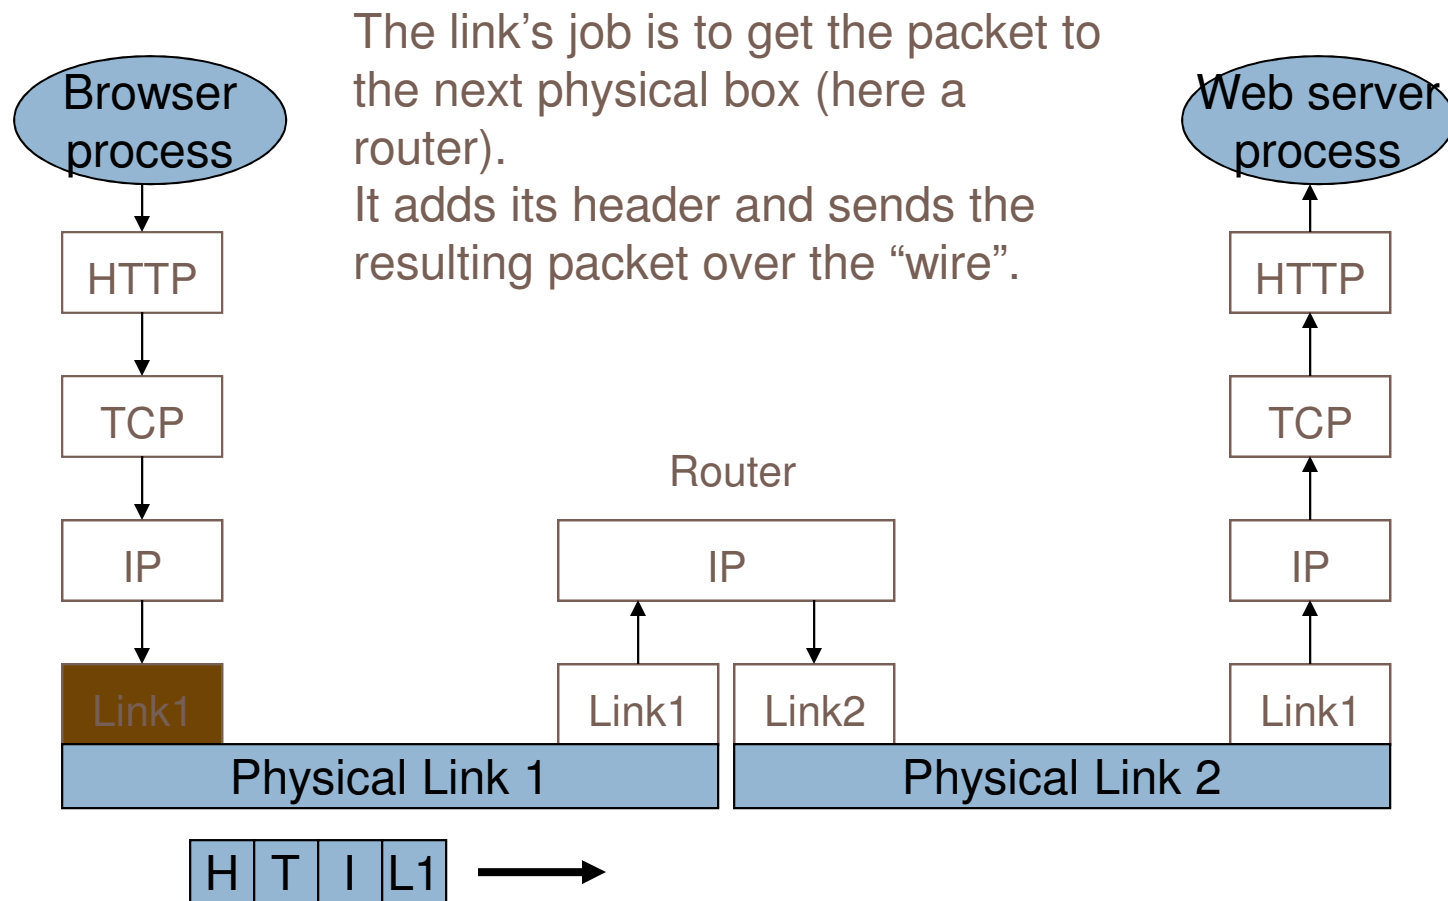 The link’s job is to get the packet to
the next physical box (here a
router).
It adds its header and sends the
resulting packet over the “wire”.
Browser
process
Web server
process
HTTP
HTTP
TCP
TCP
Router
IP
IP
IP
Link1
Link1
Link2
Link1
Physical Link 1
Physical Link 2
H T I L1